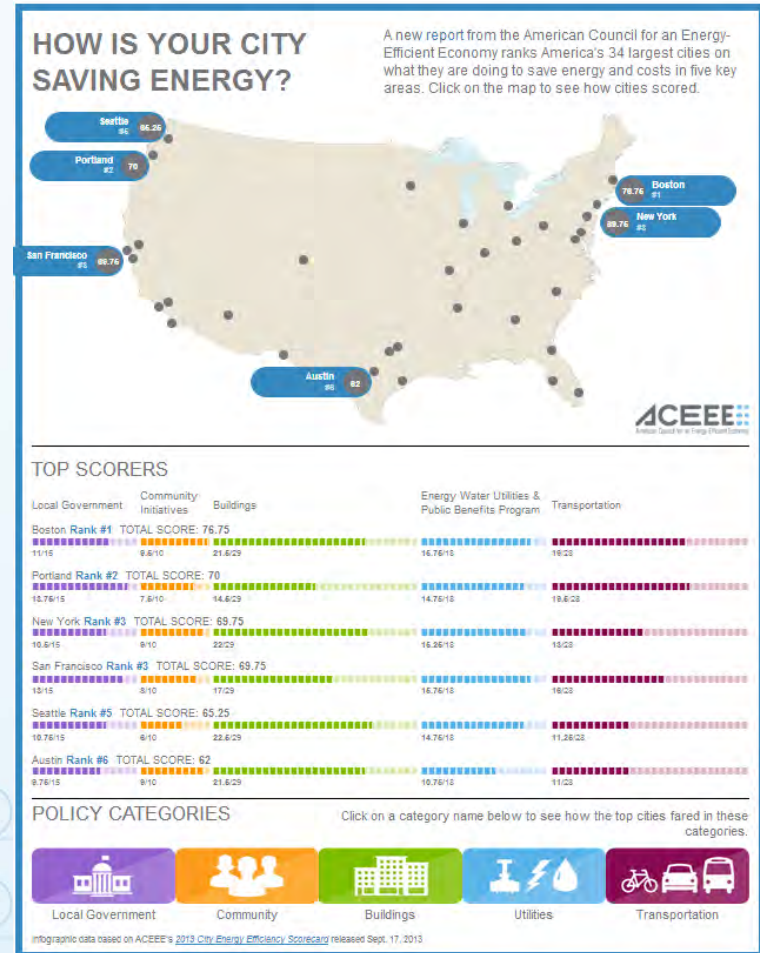 HOW IS YOUR CITY
SAVING ENERGY?
A new report from the American Council for an Energy-
Efficient Economy ranks America's 34 largest cities on
what they are doing to save energy and costs in five key
areas. Click on the map to see how cities scored.
Seattle
#5
65.25
Portland
#2
70
Boston
#1
76.75
New York
#3
69.75
San Francisco
#3
69.75
Austin
#6
62
ACEEE
American Council for an Energy-Efficient Economy
TOP SCORERS
Local Government
Community
Initiatives
Buildings
Energy Water Utilities &
Public Benefits Program
Transportation
Boston Rank #1 TOTAL SCORE: 76.75
11/15 9.5/10 21.5/29 16.75/18 19/28
Portland Rank #2 TOTAL SCORE: 70
13.75/15 7.5/10 14.5/29 14.75/18 19.5/28
New York Rank #3 TOTAL SCORE: 69.75
10.5/15 9/10 22/29 15.25/18 13/28
San Francisco Rank #3 TOTAL SCORE: 69.75
13/15 8/10 17/29 15.75/18 16/28
Seattle Rank #5 TOTAL SCORE: 65.25
10.75/15 6/10 22.5/29 14.75/18 11.25/28
Austin Rank #6 TOTAL SCORE: 62
9.75/15 9/10 21.5/29 10.75/18 11/28
POLICY CATEGORIES
Click on a category name below to see how the top cities fared in these
categories.
Local Government
Community
Buildings
Utilities
Transportation
Infographic data based on ACEEE's 2013 City Energy Efficiency Scorecard released Sept. 17, 2013